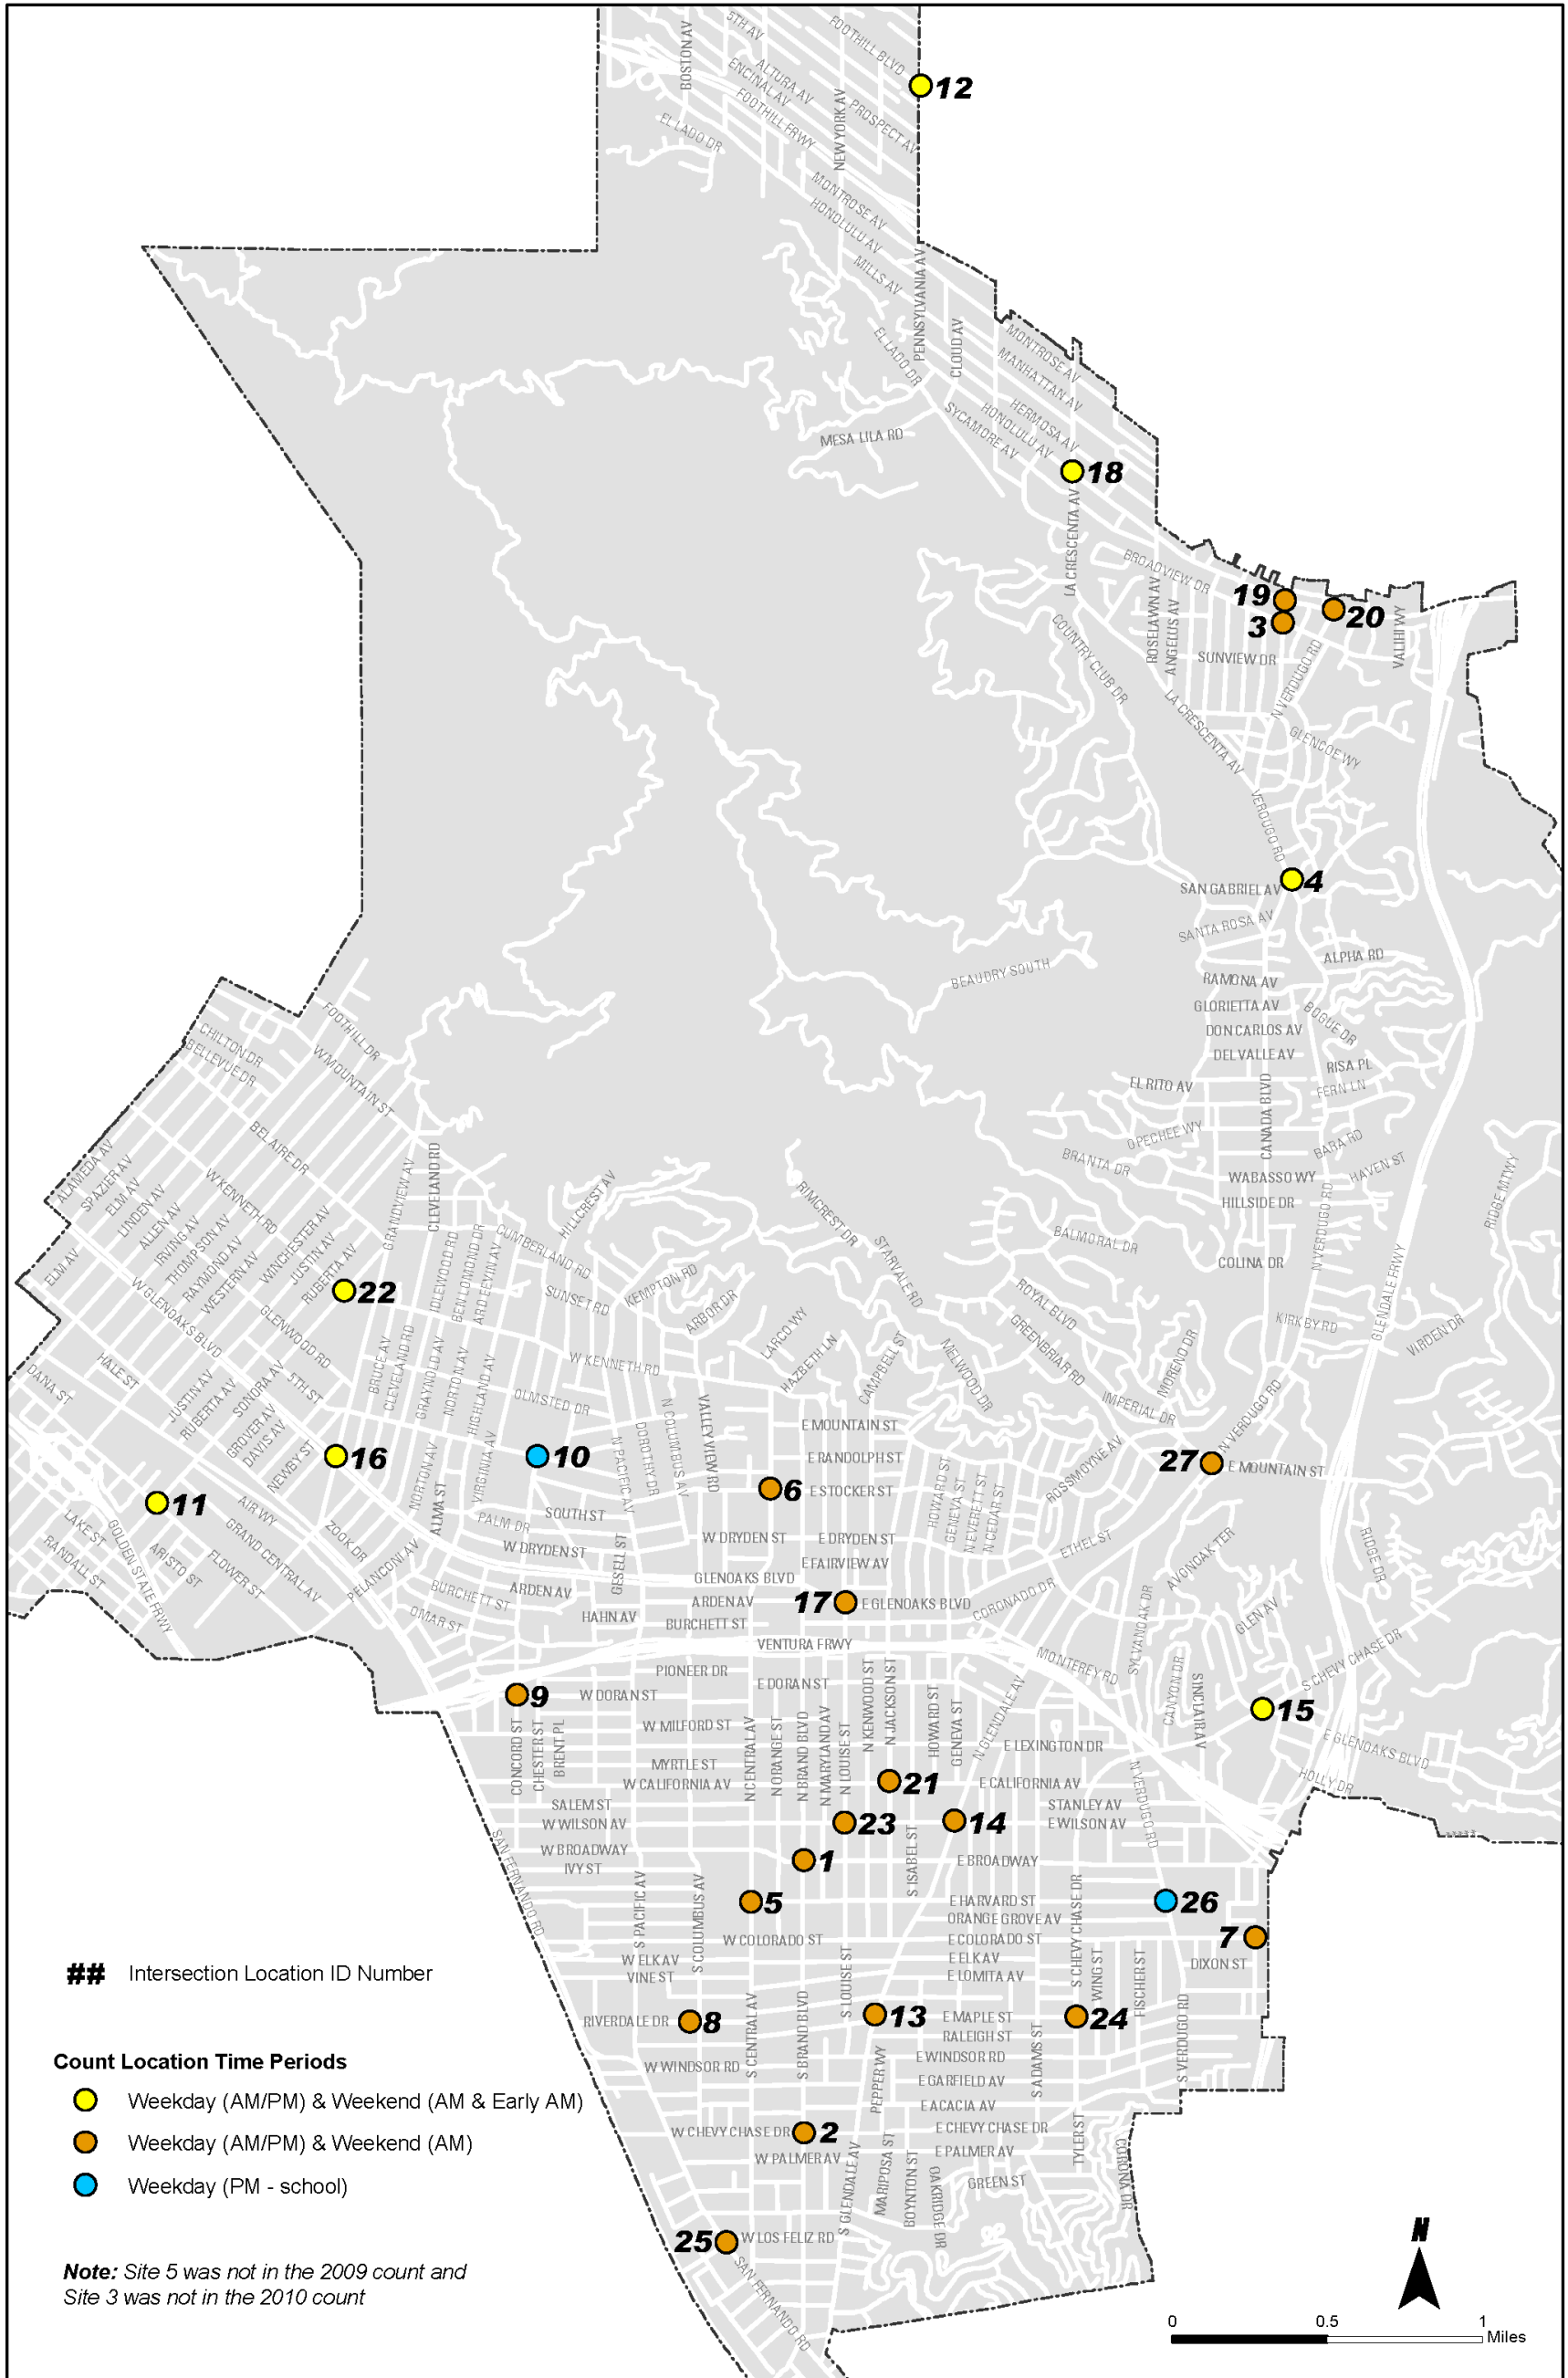 5TH AV
FOOTHILL BLVD
BOSTON AV
ALTURA AV
ENCINAL AV
FOOTHILL FRWY
PROSPECT AV
NEW YORK AV
12
EL LADO DR
MONTROSE AV
HONOLULU AV
MILLS AV
PENNSYLVANIA AV
CLOUD AV
EL LADO DR
MONTROSE AV
MANHATTAN AV
HERMOSA AV
HONOLULU AV
SYCAMORE AV
MESA LILA RD
18
LA CRESCENTA AV
BROADVIEW DR
19
3
20
ROSELAWN AV
ANGELUS AV
VALIHI WY
COUNTRY CLUB DR
SUNVIEW DR
N VERDUGO RD
LA CRESCENTA AV
GLENCOE WY
VERDUGO RD
4
SAN GABRIEL AV
SANTA ROSA AV
ALPHA RD
BEAUDRY SOUTH
RAMONA AV
GLORIETTA AV
BOGUE DR
DON CARLOS AV
DEL VALLE AV
RISA PL
EL RITO AV
FERN LN
CANADA BLVD
OPECHEE WY
BARA RD
BRANTA DR
HAVEN ST
WABASSO WY
HILLSIDE DR
N VERDUGO RD
RIDGE MTWY
BALMORAL DR
COLINA DR
GLENDALE FRWY
KIRKBY RD
VIRDEN DR
FOOTHILL DR
CHILTON DR
BELLEVUE DR
W MOUNTAIN ST
BEL AIRE DR
ALAMEDA AV
SPAZIER AV
ELM AV
LINDEN AV
ALLEN AV
IRVING AV
THOMPSON AV
RAYMOND AV
WESTERN AV
W KENNETH RD
WINCHESTER AV
JUSTIN AV
RUBERTA AV
GRANDVIEW AV
CLEVELAND RD
IDLEWOOD RD
BEN LOMOND DR
ARD EEVIN AV
CUMBERLAND RD
HILLCREST AV
SUNSET RD
KEMPTON RD
ARBOR DR
RIMCREST DR
STARVALE RD
ROYAL BLVD
GREENBRIAR RD
MORENO DR
ELM AV
W GLENOAKS BLVD
22
GLENWOOD RD
LARCO WY
HAZBETH LN
CAMPBELL ST
MELWOOD DR
IMPERIAL DR
DANA ST
HALE ST
JUSTIN AV
RUBERTA AV
SONORA AV
GROVER AV
DAVIS AV
5TH ST
NEWBY ST
BRUCE AV
CLEVELAND RD
GRAYNOLD AV
NORTON AV
HIGHLAND AV
W KENNETH RD
OLMSTED DR
N PACIFIC AV
DOROTHY DR
N COLUMBUS AV
VALLEY VIEW RD
E MOUNTAIN ST
E RANDOLPH ST
16
10
6
E STOCKER ST
27
E MOUNTAIN ST
N VERDUGO RD
ROSSMOYNE AV
HOWARD ST
GENEVA ST
N EVERETT ST
N CEDAR ST
11
LAKE ST
RANDALL ST
GOLDEN STATE FRWY
ARISTO ST
FLOWER ST
AIR WY
GRAND CENTRAL AV
ZOOK DR
NORTON AV
ALMA ST
VIRGINIA AV
PALM DR
SOUTH ST
W DRYDEN ST
PELANCONI AV
GESELL ST
W DRYDEN ST
E DRYDEN ST
E FAIRVIEW AV
GLENOAKS BLVD
ETHEL ST
AVONOAK TER
RIDGE DR
BURCHETT ST
ARDEN AV
OMAR ST
HAHN AV
ARDEN AV
BURCHETT ST
17
E GLENOAKS BLVD
CORONADO DR
SYLVANOAK DR
GLEN AV
VENTURA FRWY
MONTEREY RD
S CHEVY CHASE DR
PIONEER DR
E DORAN ST
9
W DORAN ST
W MILFORD ST
N KENWOOD ST
N JACKSON ST
HOWARD ST
GENEVA ST
N GLENDALE AV
CANYON DR
SINCLAIR AV
15
CONCORD ST
CHESTER ST
BRENT PL
MYRTLE ST
W CALIFORNIA AV
N CENTRAL AV
N ORANGE ST
N BRAND BLVD
N MARYLAND AV
N LOUISE ST
E LEXINGTON DR
E GLENOAKS BLVD
HOLLY DR
21
E CALIFORNIA AV
SALEM ST
W WILSON AV
23
14
STANLEY AV
E WILSON AV
N VERDUGO RD
W BROADWAY
IVY ST
1
S ISABEL ST
E BROADWAY
SAN FERNANDO RD
S PACIFIC AV
S COLUMBUS AV
5
E HARVARD ST
ORANGE GROVE AV
S CHEVY CHASE DR
26
W COLORADO ST
E COLORADO ST
7
W ELK AV
VINE ST
S LOUISE ST
E ELK AV
E LOMITA AV
WING ST
FISCHER ST
DIXON ST
RIVERDALE DR
8
S CENTRAL AV
S BRAND BLVD
13
E MAPLE ST
RALEIGH ST
24
S VERDUGO RD
W WINDSOR RD
PEPPER WY
E WINDSOR RD
S ADAMS ST
E GARFIELD AV
E ACACIA AV
W CHEVY CHASE DR
2
E CHEVY CHASE DR
TYLER ST
CORONA DR
W PALMER AV
S GLENDALE AV
MARIPOSA ST
BOYNTON ST
OAKRIDGE DR
E PALMER AV
GREEN ST
25
W LOS FELIZ RD
SAN FERNANDO RD
## Intersection Location ID Number
Count Location Time Periods
Weekday (AM/PM) & Weekend (AM & Early AM)
Weekday (AM/PM) & Weekend (AM)
Weekday (PM - school)
Note: Site 5 was not in the 2009 count and
Site 3 was not in the 2010 count
N
0 0.5 1
Miles